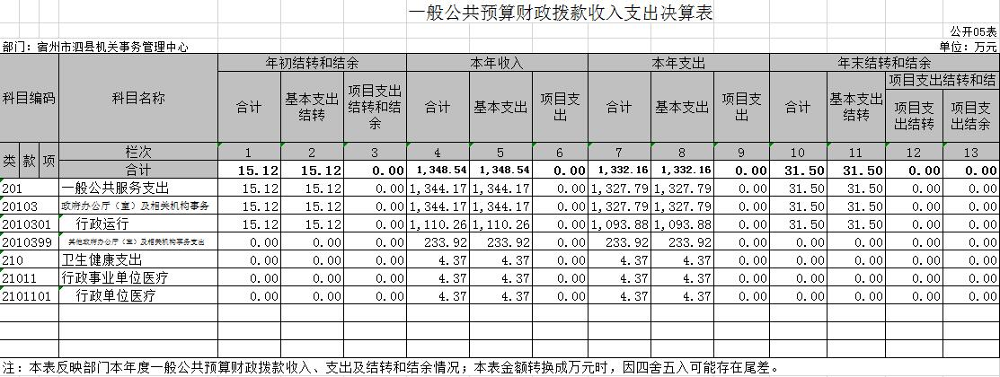 一般公共预算财政拨款收入支出决算表
公开05表
部门：宿州市泗县机关事务管理中心 单位：万元
科目编码 科目名称 年初结转和结余 本年收入 本年支出 年末结转和结余
合计 基本支出结转 项目支出结转和结余 合计 基本支出 项目支出 合计 基本支出 项目支出 合计 基本支出结转 项目支出结转和结
项目支出结转 项目支出结余
类 款 项 栏次 1 2 3 4 5 6 7 8 9 10 11 12 13
合计 15.12 15.12 0.00 1,348.54 1,348.54 0.00 1,332.16 1,332.16 0.00 31.50 31.50 0.00 0.00
201 一般公共服务支出 15.12 15.12 0.00 1,344.17 1,344.17 0.00 1,327.79 1,327.79 0.00 31.50 31.50 0.00 0.00
20103 政府办公厅（室）及相关机构事务 15.12 15.12 0.00 1,344.17 1,344.17 0.00 1,327.79 1,327.79 0.00 31.50 31.50 0.00 0.00
2010301 行政运行 15.12 15.12 0.00 1,110.26 1,110.26 0.00 1,093.88 1,093.88 0.00 31.50 31.50 0.00 0.00
2010399 其他政府办公厅（室）及相关机构事务支出 0.00 0.00 0.00 233.92 233.92 0.00 233.92 233.92 0.00 0.00 0.00 0.00 0.00
210 卫生健康支出 0.00 0.00 0.00 4.37 4.37 0.00 4.37 4.37 0.00 0.00 0.00 0.00 0.00
21011 行政事业单位医疗 0.00 0.00 0.00 4.37 4.37 0.00 4.37 4.37 0.00 0.00 0.00 0.00 0.00
2101101 行政单位医疗 0.00 0.00 0.00 4.37 4.37 0.00 4.37 4.37 0.00 0.00 0.00 0.00 0.00
注：本表反映部门本年度一般公共预算财政拨款收入、支出及结转和结余情况；本表金额转换成万元时，因四舍五入可能存在尾差。